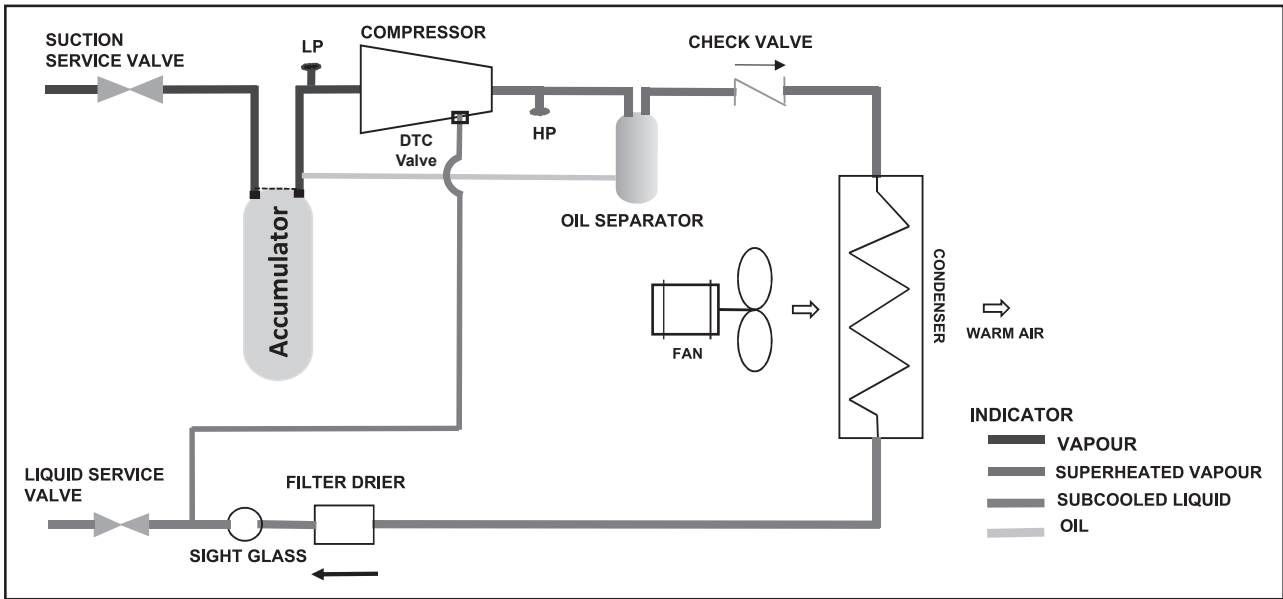 SUCTION
SERVICE VALVE
LP
COMPRESSOR
CHECK VALVE
DTC
Valve
HP
OIL SEPARATOR
Accumulator
FAN
CONDENSER
WARM AIR
INDICATOR
VAPOUR
SUPERHEATED VAPOUR
SUBCOOLED LIQUID
OIL
LIQUID SERVICE
VALVE
FILTER DRIER
SIGHT GLASS